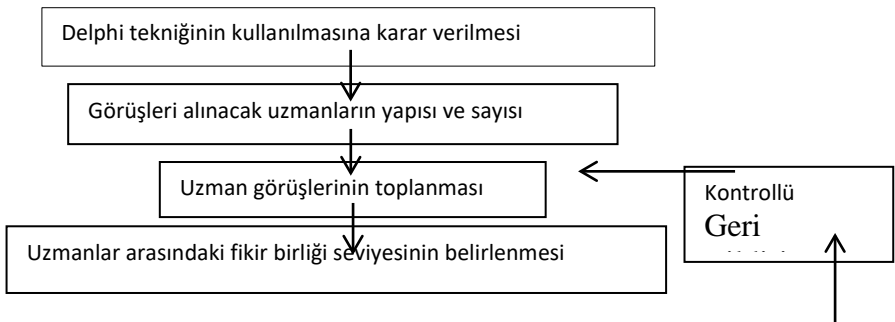 Delphi tekniğinin kullanılmasına karar verilmesi
Görüşleri alınacak uzmanların yapısı ve sayısı
Uzman görüşlerinin toplanması
Kontrollü
Geri
Uzmanlar arasındaki fikir birliği seviyesinin belirlenmesi